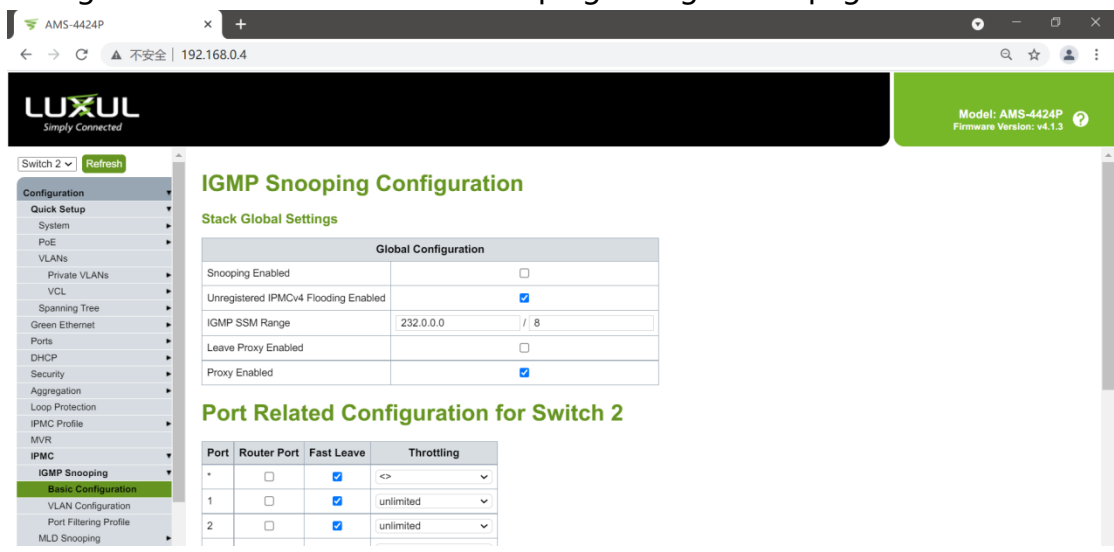 AMS-4424P
不安全 | 192.168.0.4
LUXUL
Simply Connected
Model: AMS-4424P
Firmware Version: v4.1.3
Switch 2 Refresh
Configuration
Quick Setup
System
PoE
VLANs
Private VLANs
VCL
Spanning Tree
Green Ethernet
Ports
DHCP
Security
Aggregation
Loop Protection
IPMC Profile
MVR
IPMC
IGMP Snooping
Basic Configuration
VLAN Configuration
Port Filtering Profile
MLD Snooping
IGMP Snooping Configuration
Stack Global Settings
Global Configuration
Snooping Enabled
Unregistered IPMCv4 Flooding Enabled
IGMP SSM Range 232.0.0.0 / 8
Leave Proxy Enabled
Proxy Enabled
Port Related Configuration for Switch 2
Port Router Port Fast Leave Throttling
* <>
1 unlimited
2 unlimited